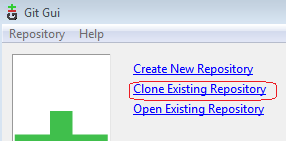 Git Gui
Repository Help
Create New Repository
Clone Existing Repository
Open Existing Repository